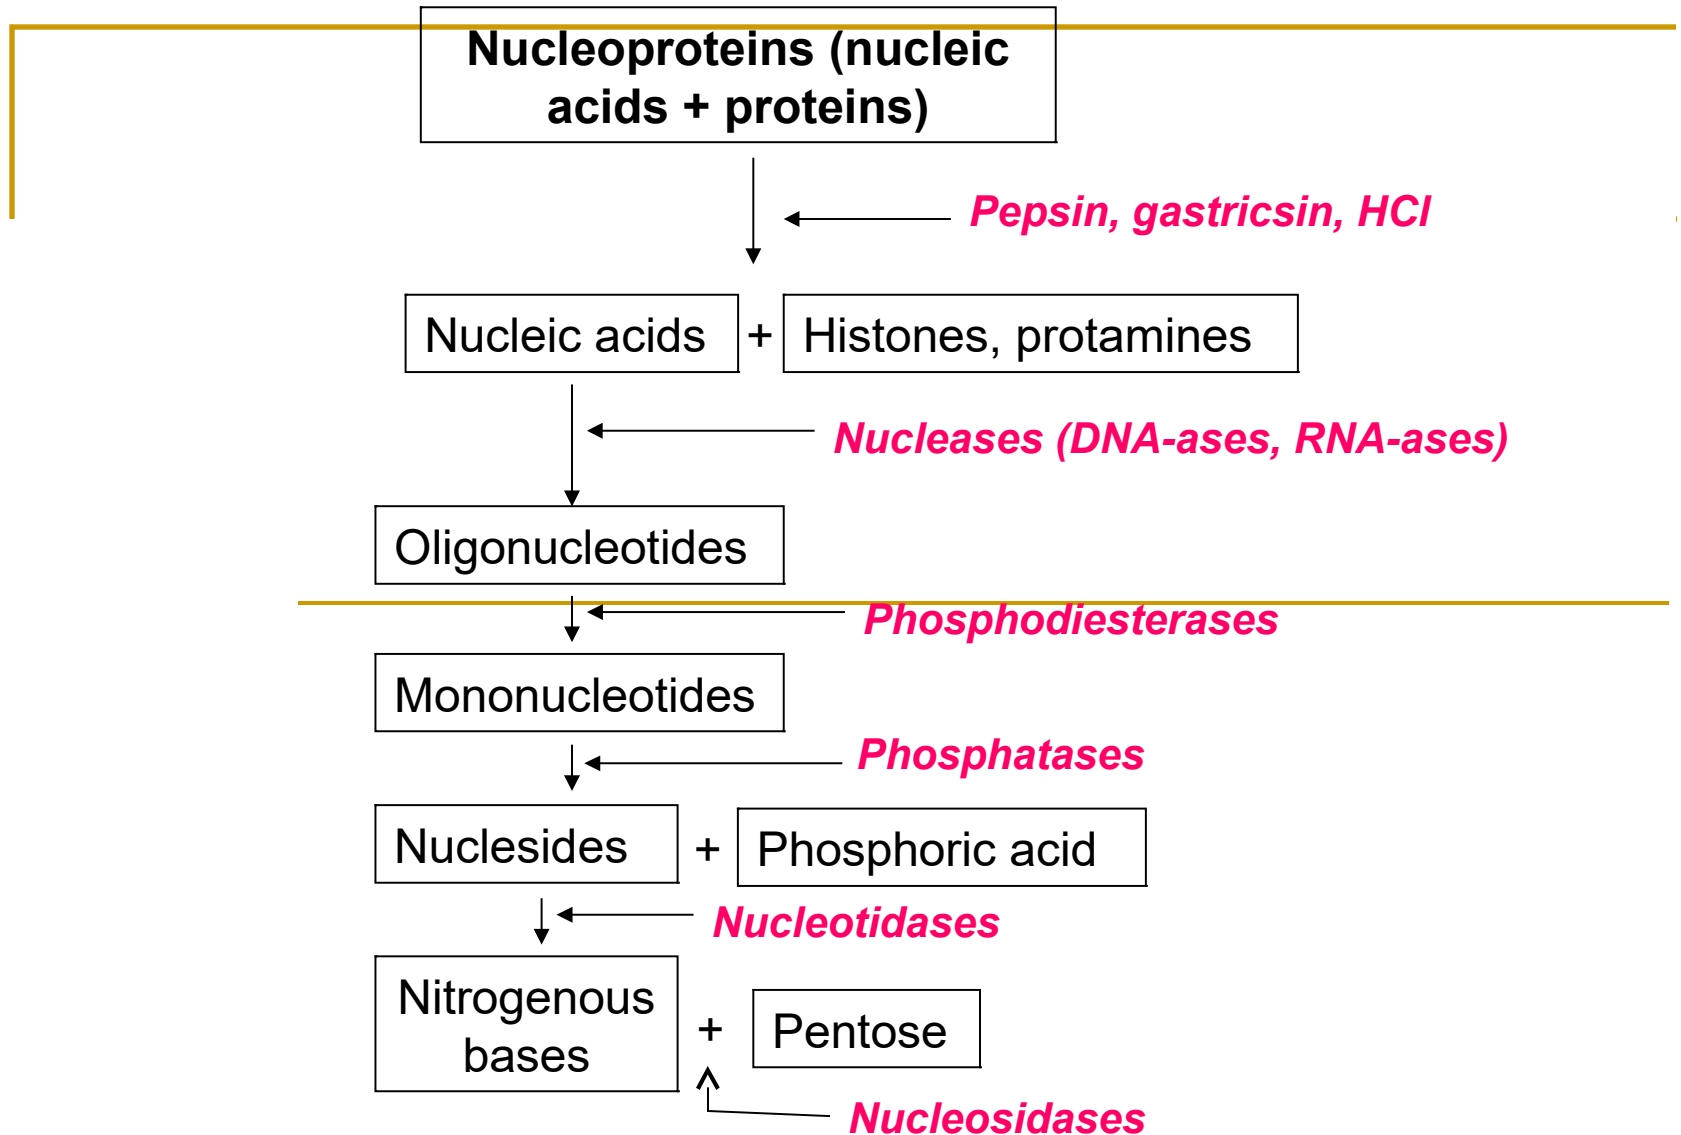 Nucleoproteins (nucleic
acids + proteins)
Pepsin, gastricsin, HCl
Nucleic acids + Histones, protamines
Nucleases (DNA-ases, RNA-ases)
Oligonucleotides
Phosphodiesterases
Mononucleotides
Phosphatases
Nuclesides + Phosphoric acid
Nucleotidases
Nitrogenous
bases
+ Pentose
Nucleosidases